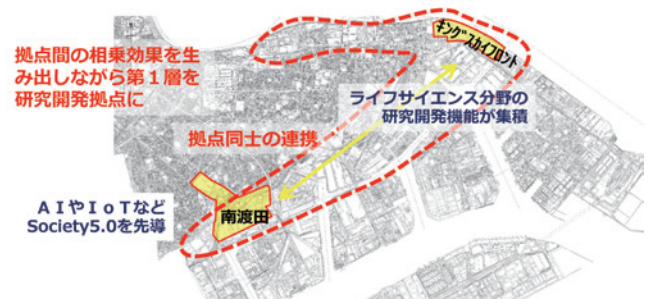 キングスカイフロント
拠点間の相乗効果を生
み出しながら第１層を
研究開発拠点に
ライフサイエンス分野の
研究開発機能が集積
拠点同士の連携
ＡＩやＩｏＴなど
Society5.0を先導
南渡田